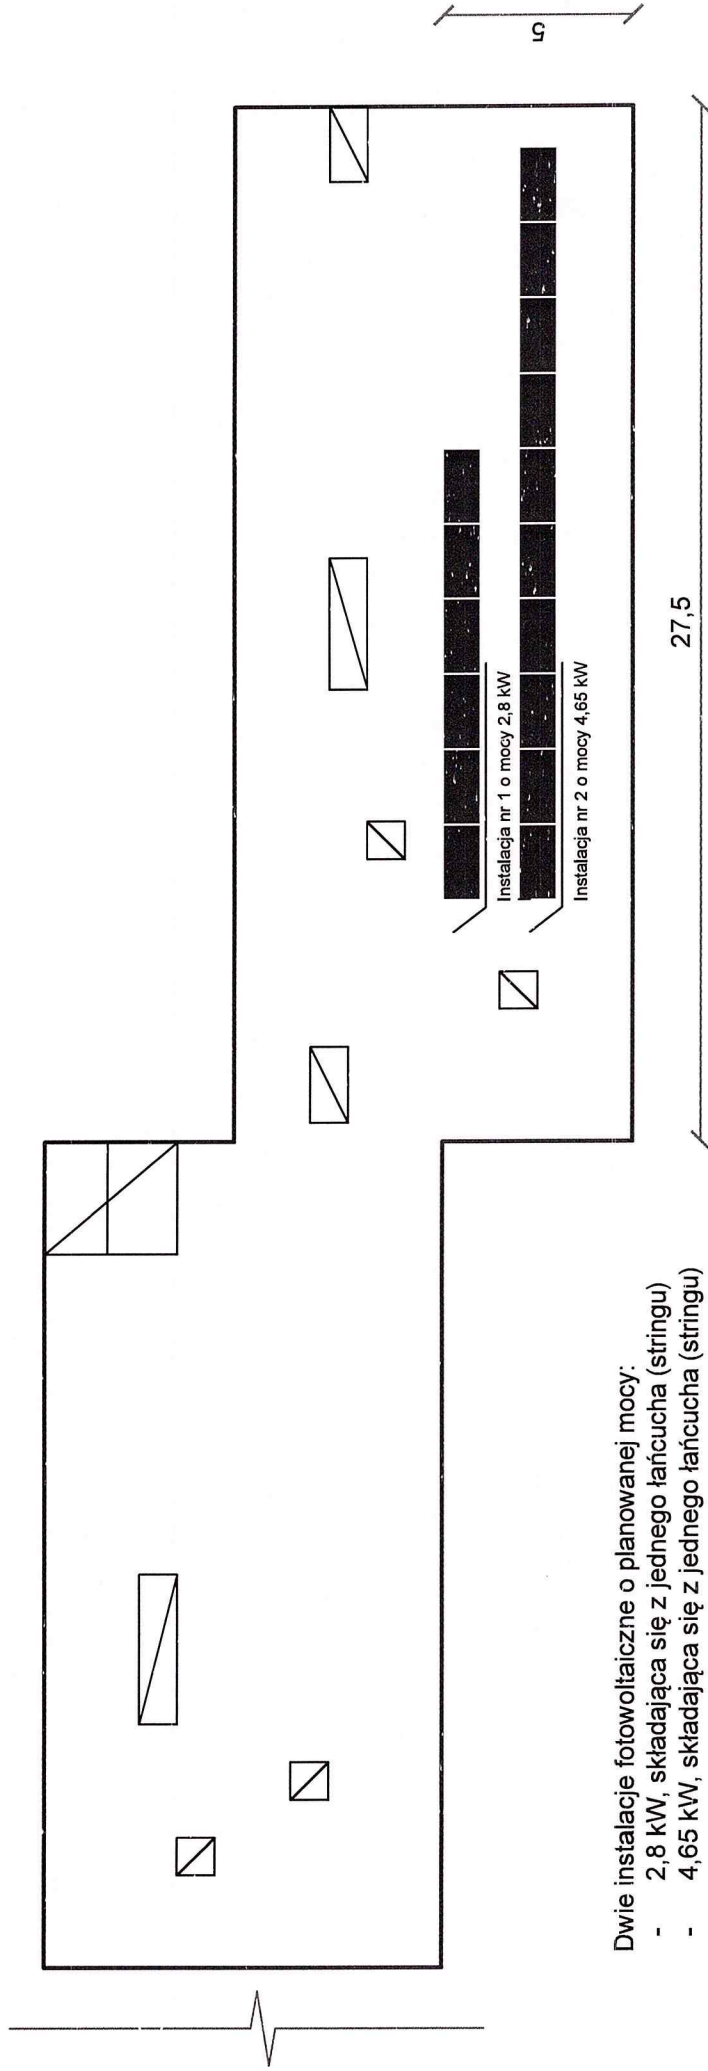 5
27,5
Instalacja nr 1 o mocy 2,8 kW
Instalacja nr 2 o mocy 4,65 kW
Dwie instalacje fotowoltaiczne o planowanej mocy:
- 2,8 kW, składająca się z jednego łańcucha (stringu)
- 4,65 kW, składająca się z jednego łańcucha (stringu)